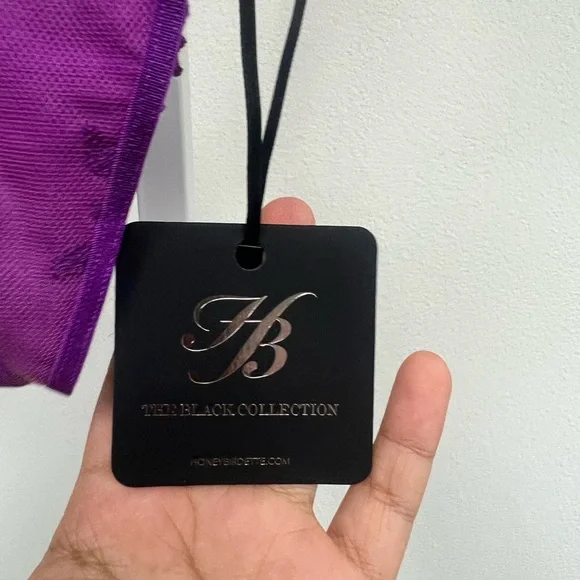 HB
THE BLACK COLLECTION
HONEYBIRDETTE.COM